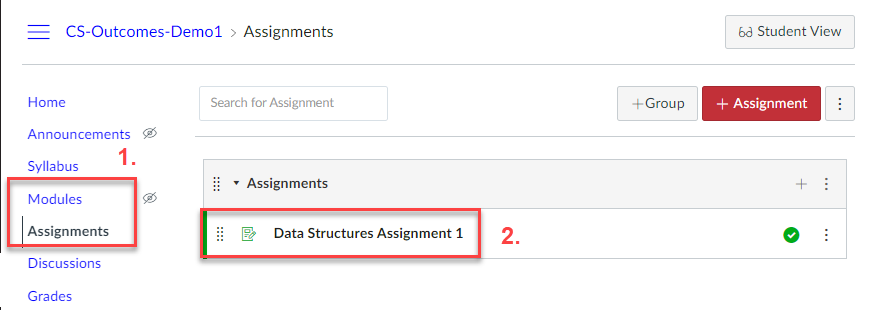 CS-Outcomes-Demo1 > Assignments
Student View
Home
Announcements
Syllabus
Modules
Assignments
Discussions
Grades
1.
Search for Assignment
+Group
+ Assignment
Assignments
Data Structures Assignment 1
2.